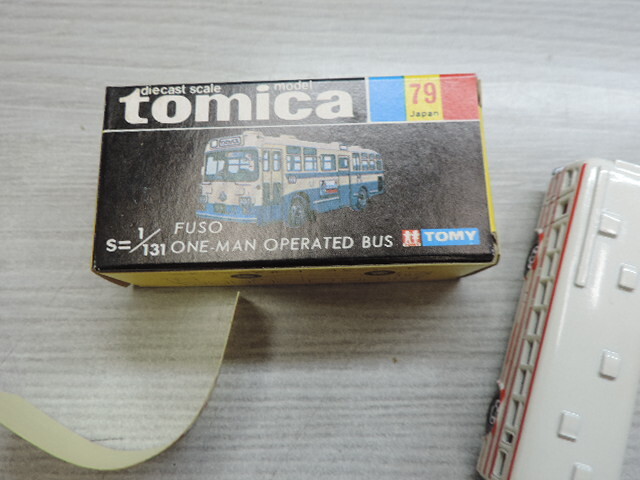 diecast scale model
tomica
79
Japan
S=1/131
FUSO
ONE-MAN OPERATED BUS
TOMY